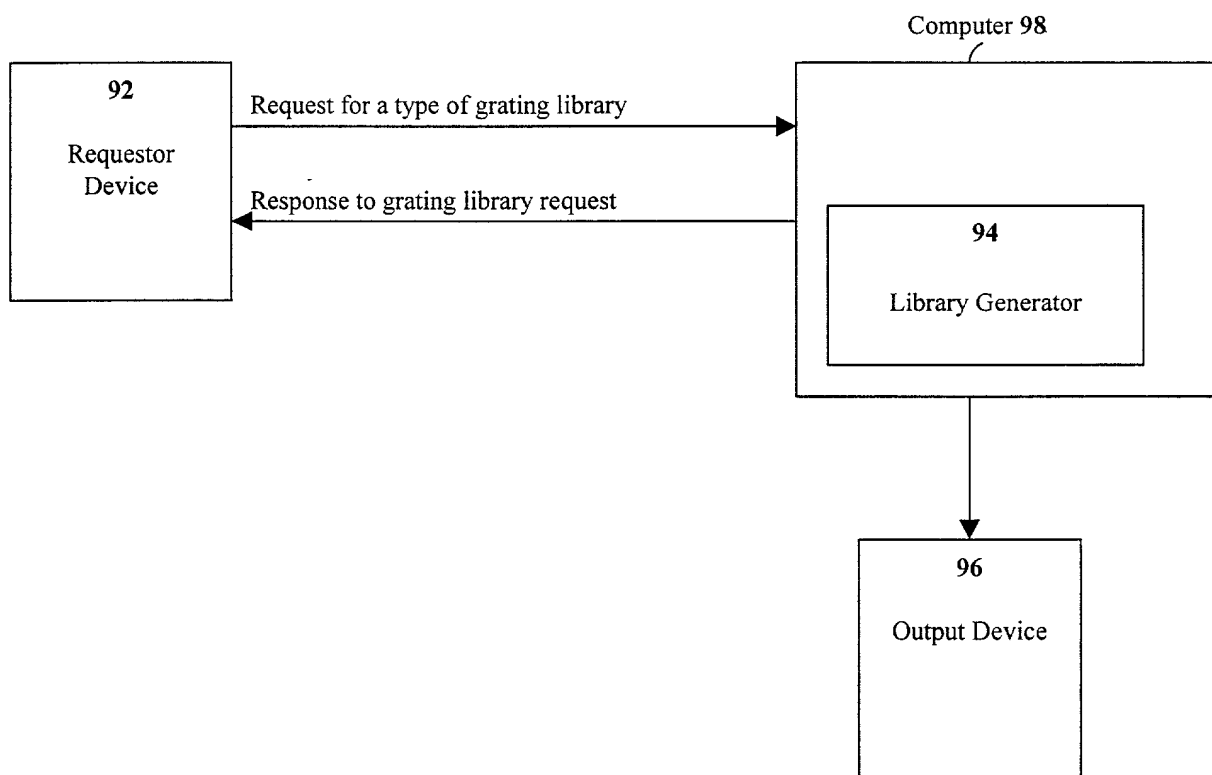 Computer 98
92
Requestor
Device
Request for a type of grating library
Response to grating library request
94
Library Generator
96
Output Device